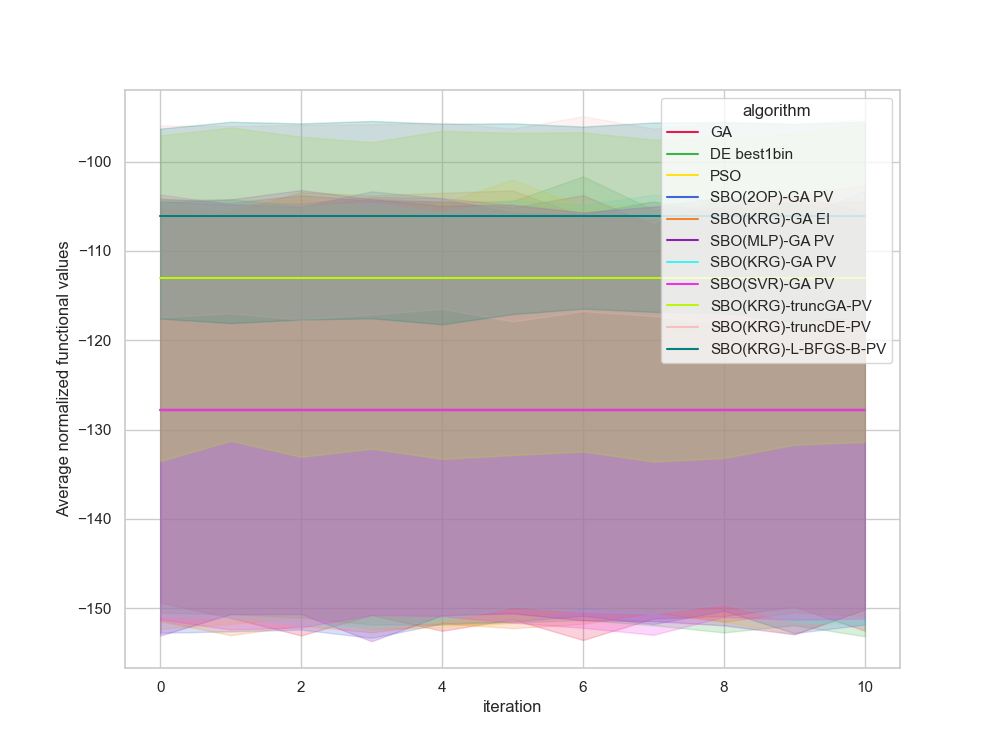 algorithm
GA
DE best1bin
PSO
SBO(2OP)-GA PV
SBO(KRG)-GA EI
SBO(MLP)-GA PV
SBO(KRG)-GA PV
SBO(SVR)-GA PV
SBO(KRG)-truncGA-PV
SBO(KRG)-truncDE-PV
SBO(KRG)-L-BFGS-B-PV
Average normalized functional values
−100
−110
−120
−130
−140
−150
0 2 4 6 8 10
iteration